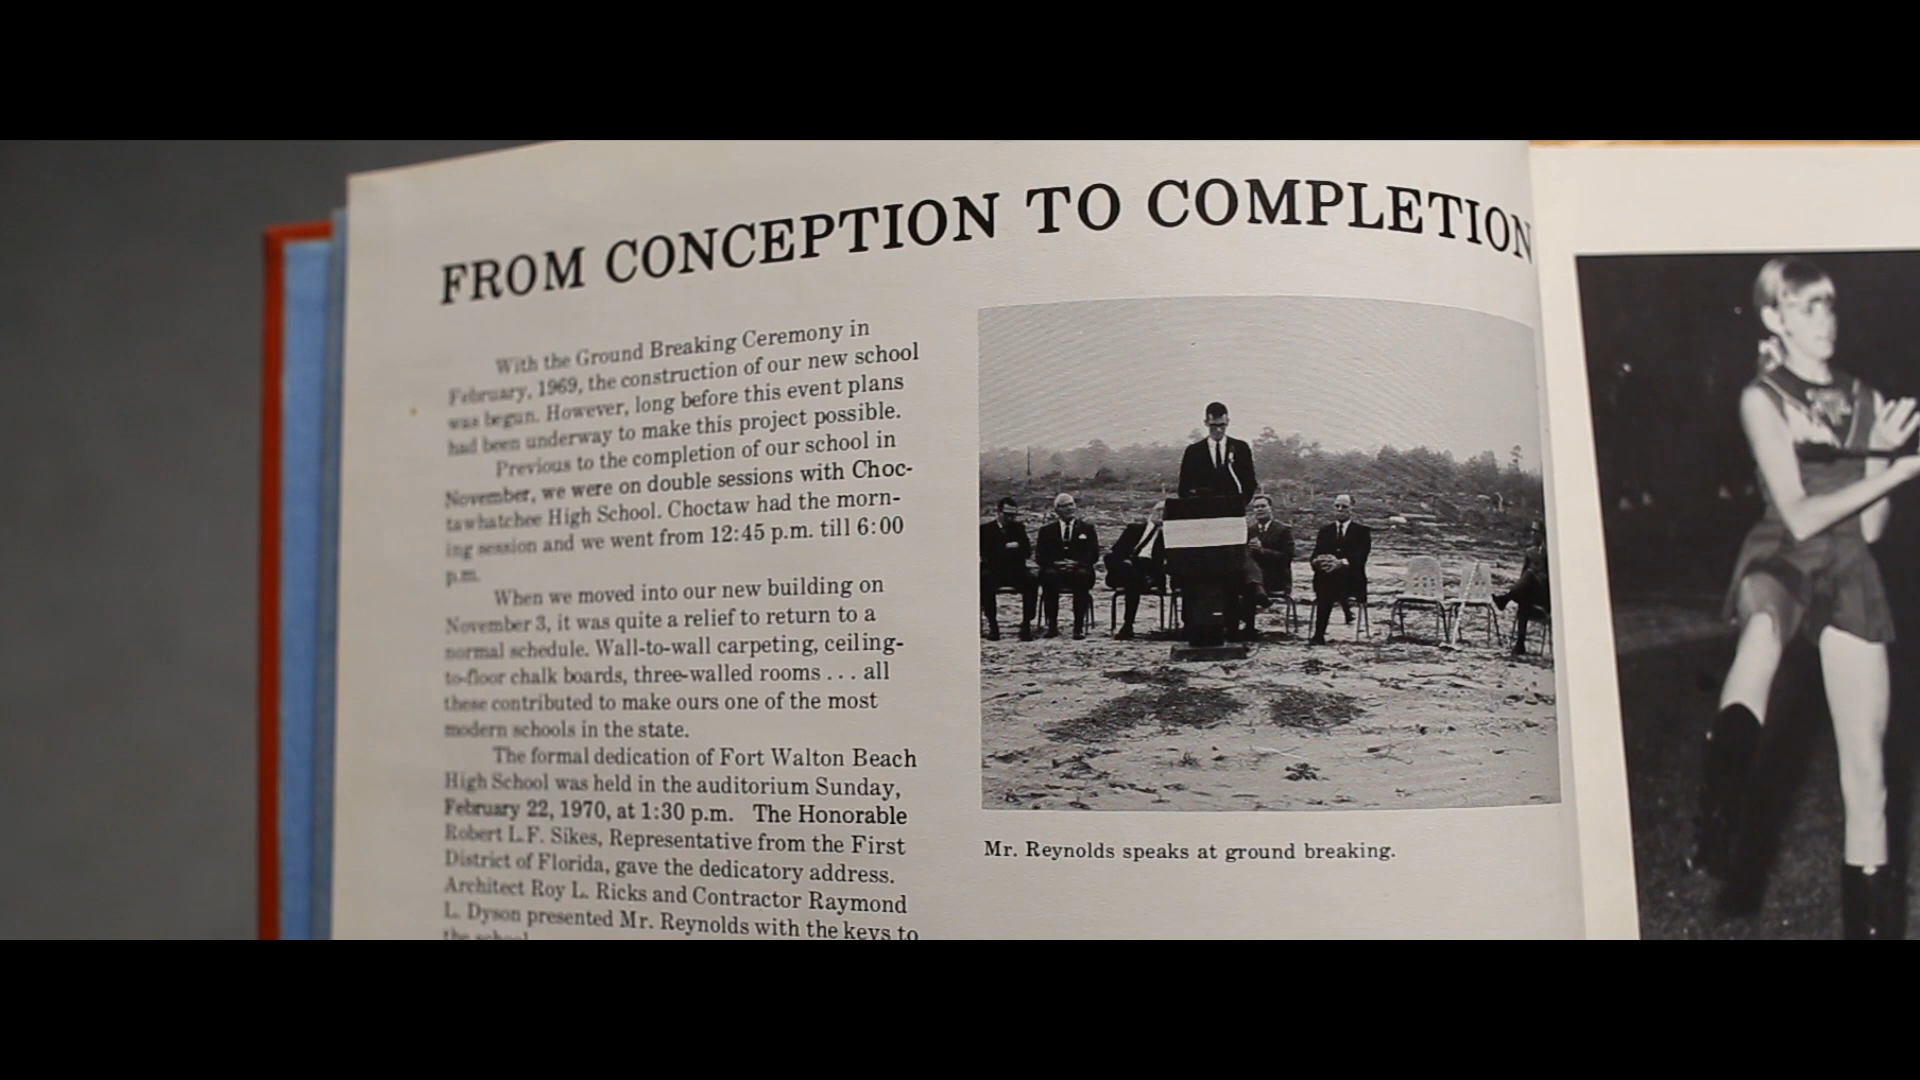 FROM CONCEPTION TO COMPLETION
With the Ground Breaking Ceremony in
February, 1969, the construction of our new school
was begun. However, long before this event plans
had been underway to make this project possible.
Previous to the completion of our school in
November, we were on double sessions with Choc-
tawhatchee High School. Choctaw had the morn-
ing session and we went from 12:45 p.m. till 6:00
p.m.
When we moved into our new building on
November 3, it was quite a relief to return to a
normal schedule. Wall-to-wall carpeting, ceiling-
to-floor chalk boards, three-walled rooms . . . all
these contributed to make ours one of the most
modern schools in the state.
The formal dedication of Fort Walton Beach
High School was held in the auditorium Sunday,
February 22, 1970, at 1:30 p.m. The Honorable
Robert L.F. Sikes, Representative from the First
District of Florida, gave the dedicatory address.
Architect Roy L. Ricks and Contractor Raymond
L. Dyson presented Mr. Reynolds with the keys to
the school
Mr. Reynolds speaks at ground breaking.